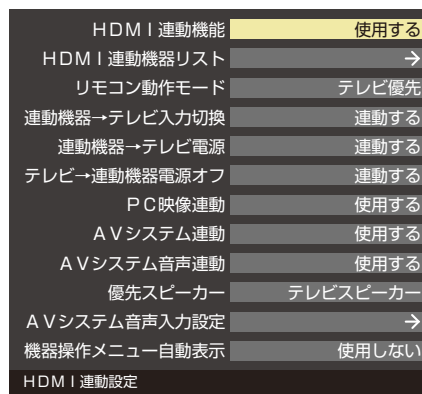 HDMI連動機能 使用する
HDMI連動機器リスト →
リモコン動作モード テレビ優先
連動機器→テレビ入力切換 連動する
連動機器→テレビ電源 連動する
テレビ→連動機器電源オフ 連動する
PC映像連動 使用する
AVシステム連動 使用する
AVシステム音声連動 使用する
優先スピーカー テレビスピーカー
AVシステム音声入力設定 →
機器操作メニュー自動表示 使用しない
HDMI連動設定